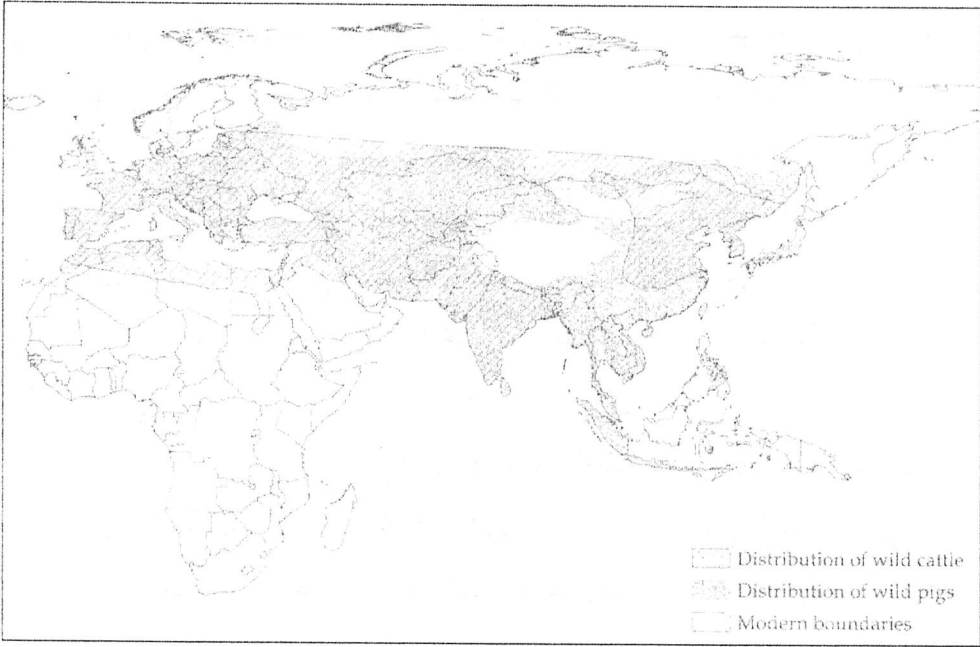 Distribution of wild cattle
Distribution of wild pigs
Modern boundaries